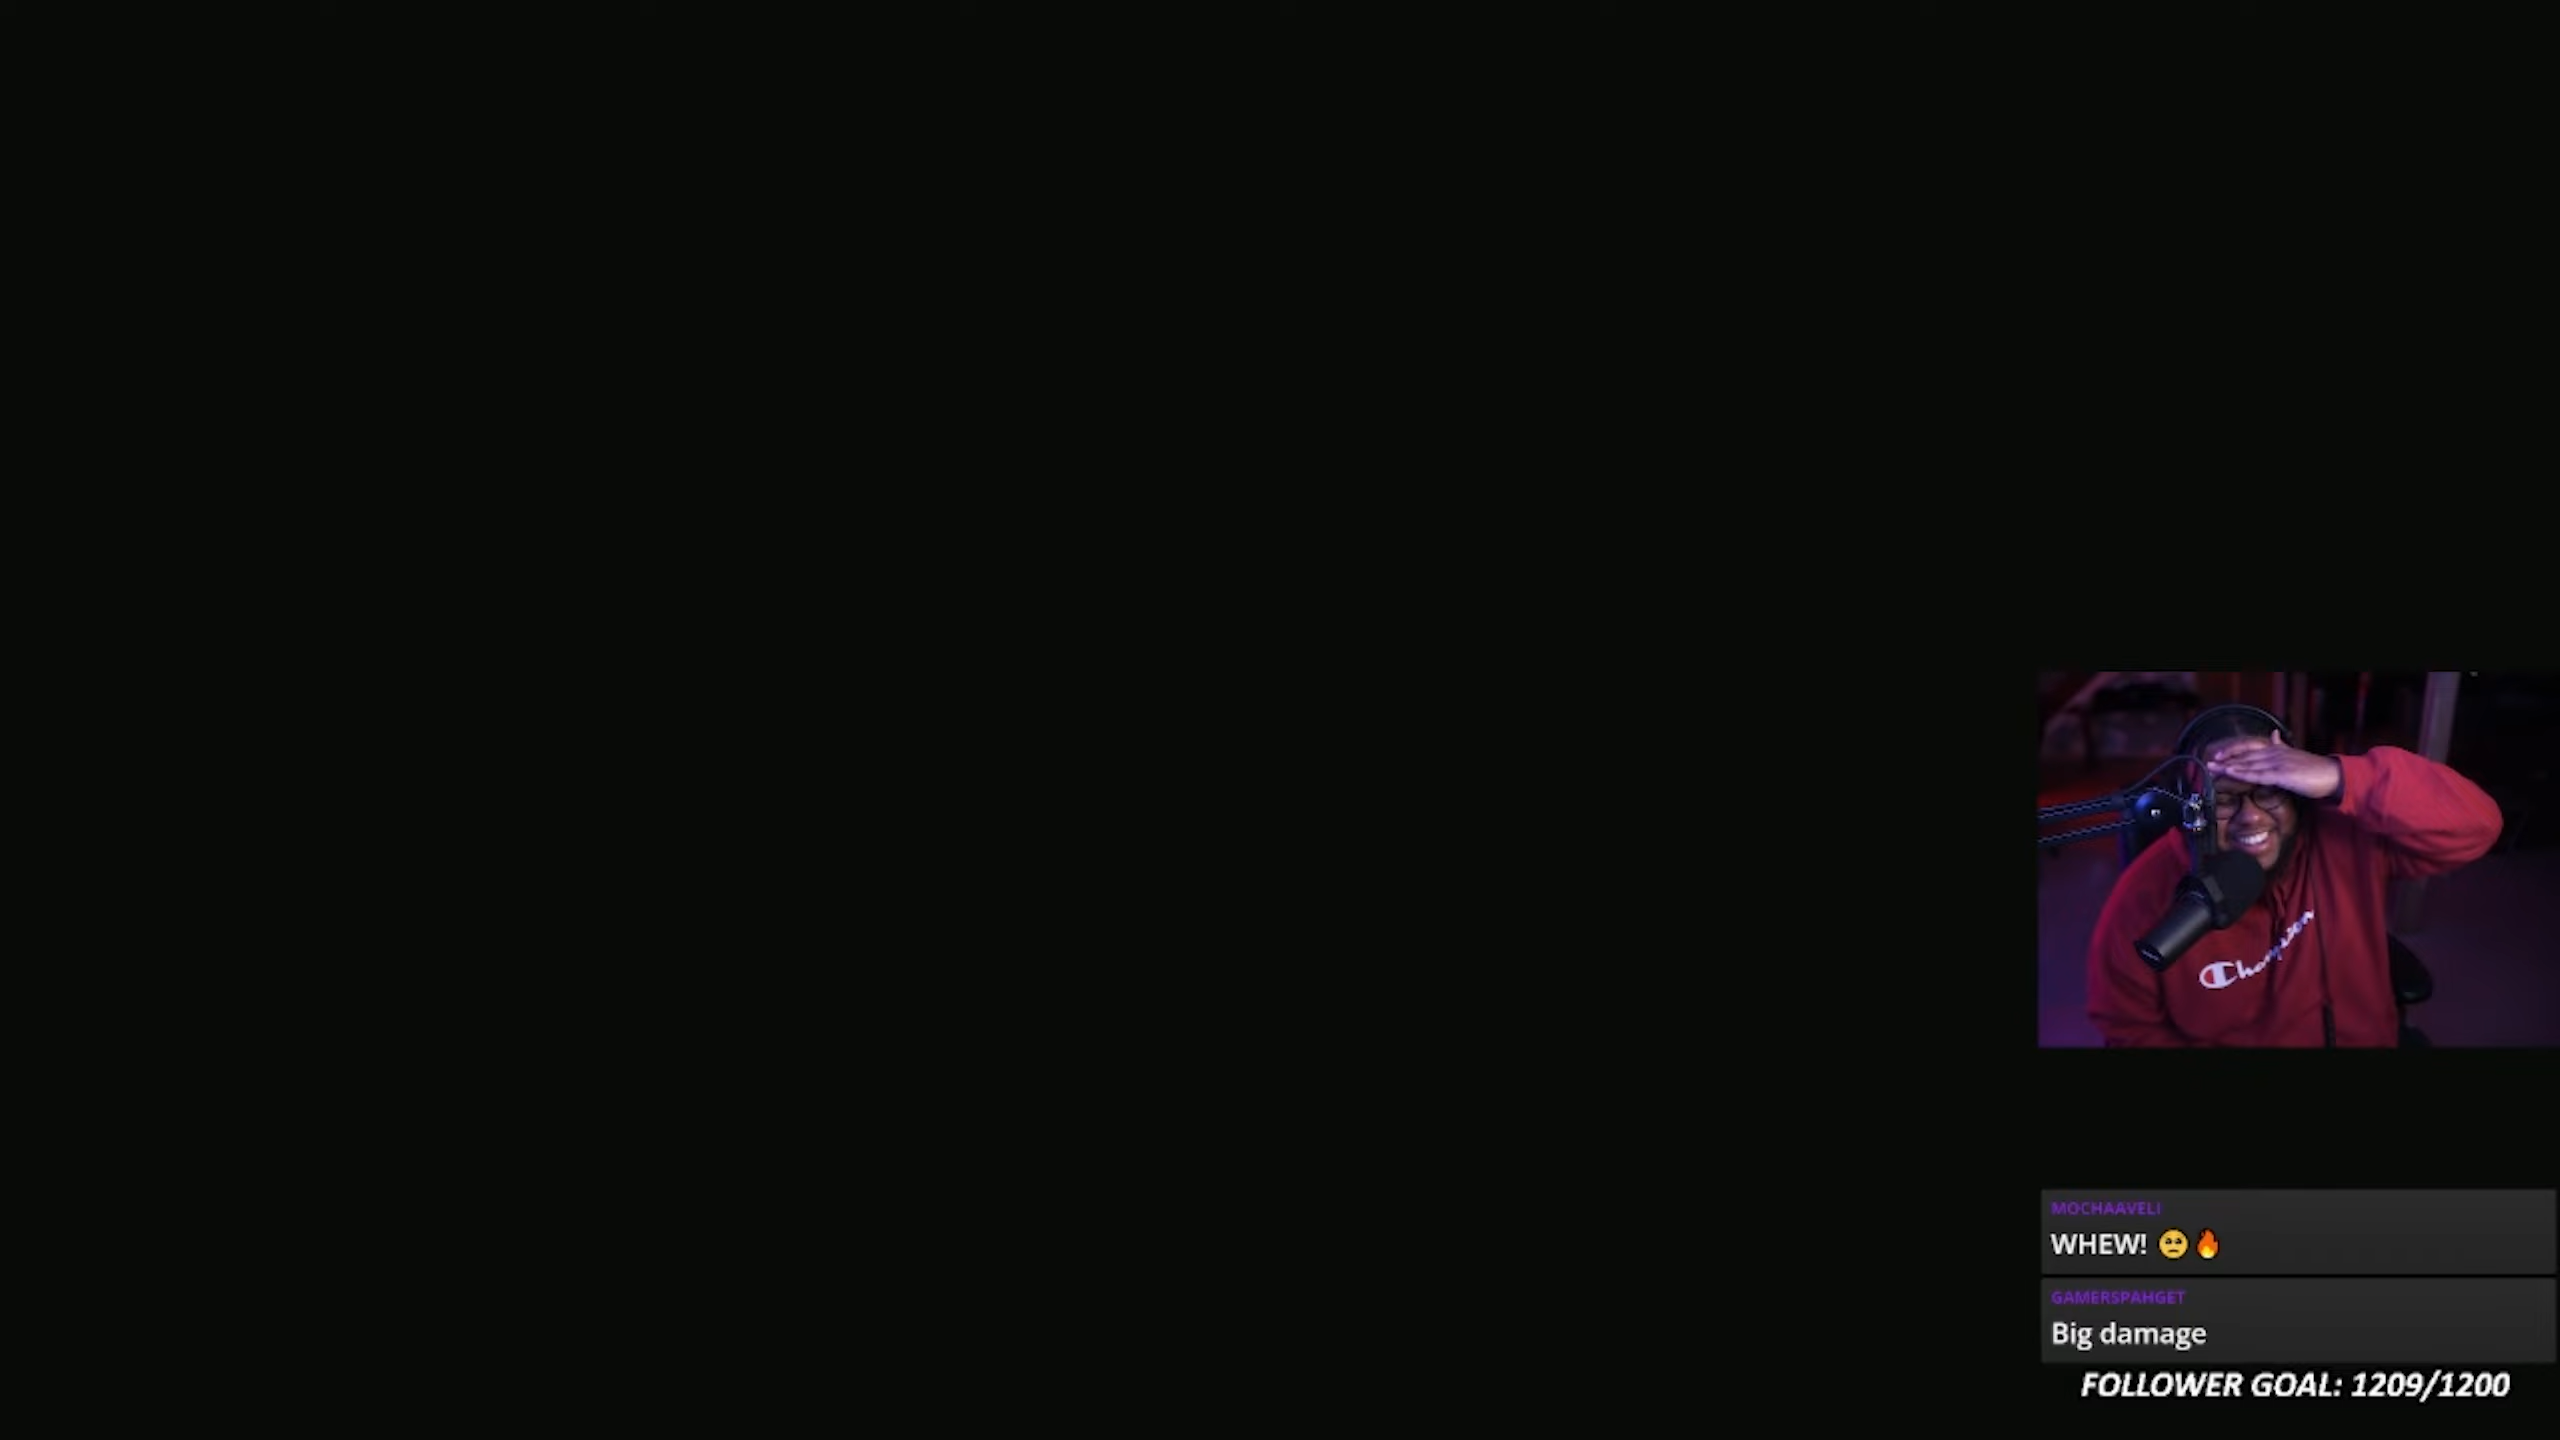 Champion
MOCHAAVELI
WHEW! 🥺🔥
GAMERSPAHGET
Big damage
FOLLOWER GOAL: 1209/1200